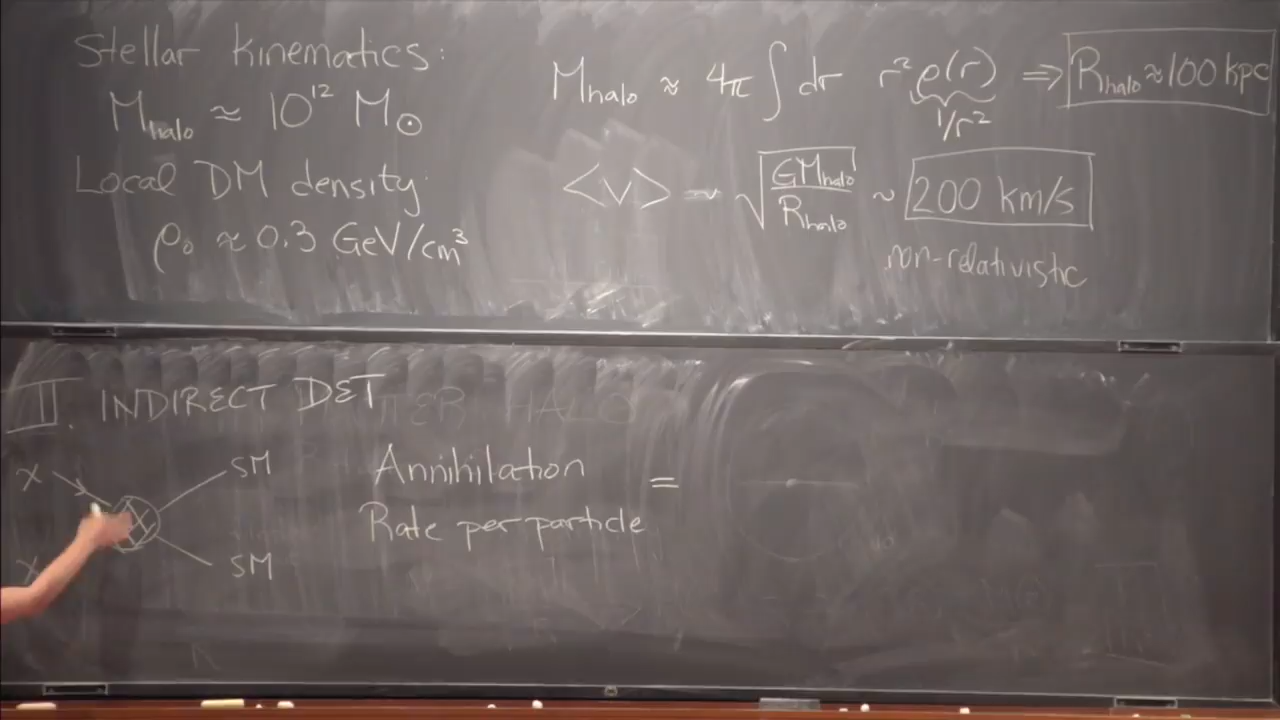 Stellar Kinematics:
M_halo ≈ 10^12 M_⊙
Local DM density:
ρ_0 ≈ 0.3 GeV/cm^3
M_halo ≈ 4π ∫ dr r^2 ρ(r) ⇒ R_halo ≈ 100 kpc
1/r^2
<v> ~ √(GM_halo / R_halo) ~ 200 km/s
non-relativistic
II. INDIRECT DET
χ SM
χ SM
Annihilation
Rate per particle =